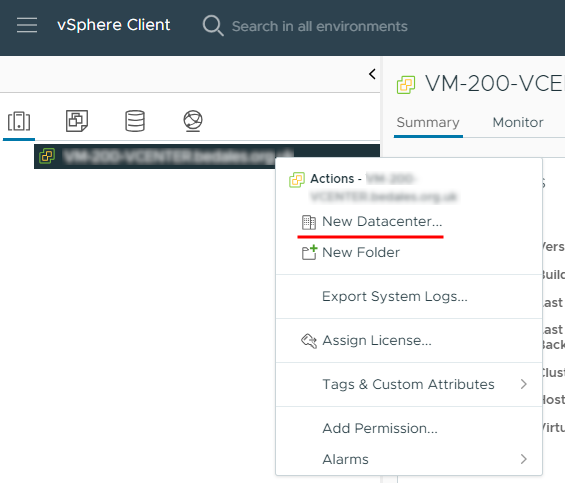 vSphere Client
Search in all environments
VM-200-VCE
Summary
Monitor
VM-200-VCENTER.bedales.org.uk
Actions - VM-200-
VCENTER.bedales.org.uk
New Datacenter...
New Folder
Export System Logs...
Assign License...
Tags & Custom Attributes
Add Permission...
Alarms
Vers
Build
Last
Last
Back
Clust
Host
Virtu